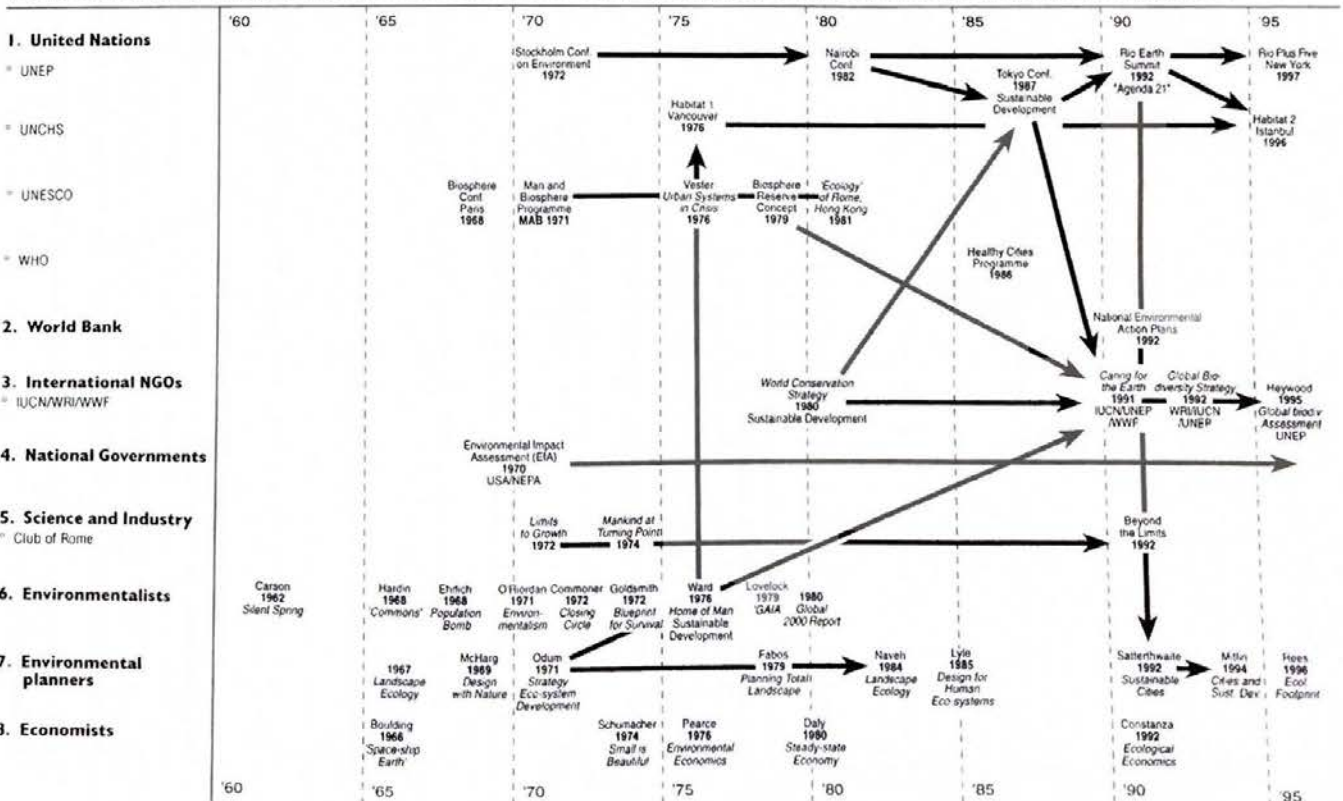 '60 '65 '70 '75 '80 '85 '90 '95
1. United Nations
UNEP
Stockholm Conf.
on Environment
1972
Nairobi
Conf
1982
Tokyo Conf.
1987
Sustainable
Development
Rio Earth
Summit
1992
"Agenda 21"
Rio Plus Five
New York
1997
UNCHS
Habitat 1
Vancouver
1976
Habitat 2
Istanbul
1996
UNESCO
Biosphere
Conf
Paris
1968
Man and
Biosphere
Programme
MAB 1971
Vester
Urban Systems
in Crisis
1976
Biosphere
Reserve
Concept
1979
'Ecology'
of Rome,
Hong Kong
1981
WHO
Healthy Cities
Programme
1986
2. World Bank
National Environmental
Action Plans
1992
3. International NGOs
IUCN/WRI/WWF
World Conservation
Strategy
1980
Sustainable Development
Caring for
the Earth
1991
IUCN/UNEP
/WWF
Global Bio-
diversity Strategy
1992
WRI/IUCN
/UNEP
Heywood
1995
Global biodiv
Assessment
UNEP
4. National Governments
Environmental Impact
Assessment (EIA)
1970
USA/NEPA
5. Science and Industry
Club of Rome
Limits
to Growth
1972
Mankind at
Turning Point
1974
Beyond
the Limits
1992
6. Environmentalists
Carson
1962
Silent Spring
Hardin
1968
'Commons'
Ehrlich
1968
Population
Bomb
O'Riordan
1971
Environ-
mentalism
Commoner
1972
Closing
Circle
Goldsmith
1972
Blueprint
for Survival
Ward
1976
Home of Man
Sustainable
Development
Lovelock
1979
'GAIA
1980
Global
2000 Report
7. Environmental
planners
1967
Landscape
Ecology
McHarg
1969
Design
with Nature
Odum
1971
Strategy
Eco-system
Development
Fabos
1979
Planning Total
Landscape
Naveh
1984
Landscape
Ecology
Lyle
1985
Design for
Human
Eco systems
Satterthwaite
1992
Sustainable
Cities
Mitlin
1994
Cities and
Sust. Dev.
Rees
1996
Ecol.
Footprint
8. Economists
Boulding
1966
'Space-ship
Earth'
Schumacher
1974
Small is
Beautiful
Pearce
1976
Environmental
Economics
Daly
1980
Steady-state
Economy
Constanza
1992
Ecological
Economics
'60 '65 '70 '75 '80 '85 '90 '95